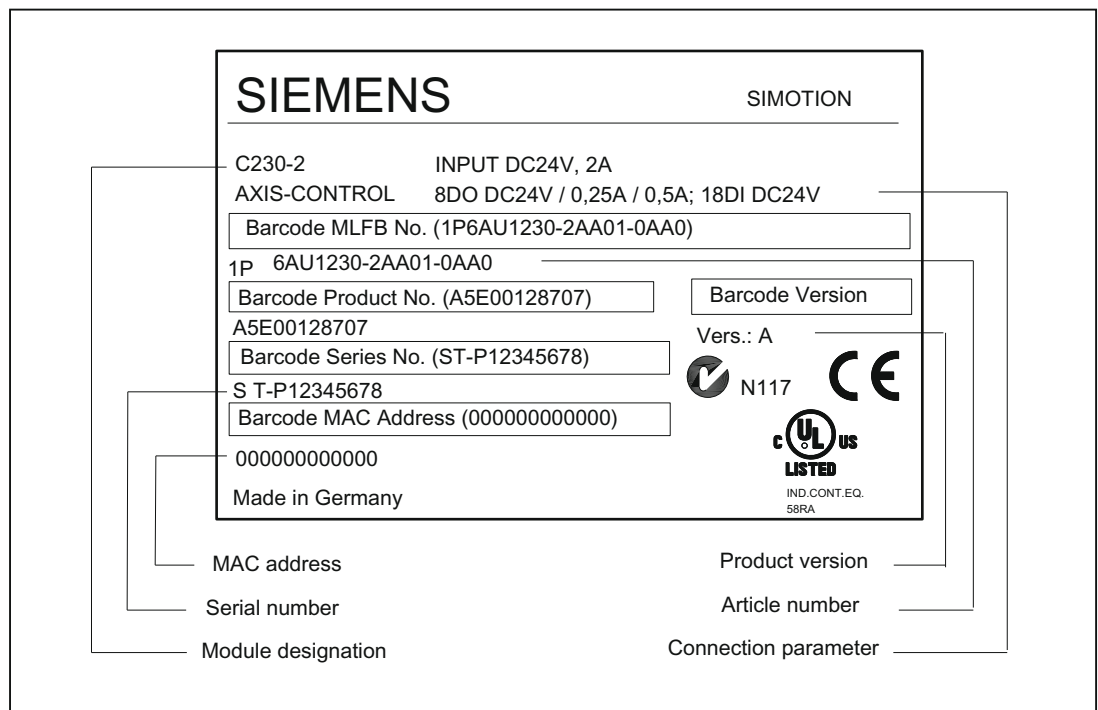 SIEMENS SIMOTION
C230-2 INPUT DC24V, 2A
AXIS-CONTROL 8DO DC24V / 0,25A / 0,5A; 18DI DC24V
Barcode MLFB No. (1P6AU1230-2AA01-0AA0)
1P 6AU1230-2AA01-0AA0
Barcode Product No. (A5E00128707) Barcode Version
A5E00128707 Vers.: A
Barcode Series No. (ST-P12345678)
S T-P12345678 N117 CE
Barcode MAC Address (000000000000)
C UL US
LISTED
000000000000
Made in Germany IND.CONT.EQ.
58RA
MAC address Product version
Serial number Article number
Module designation Connection parameter